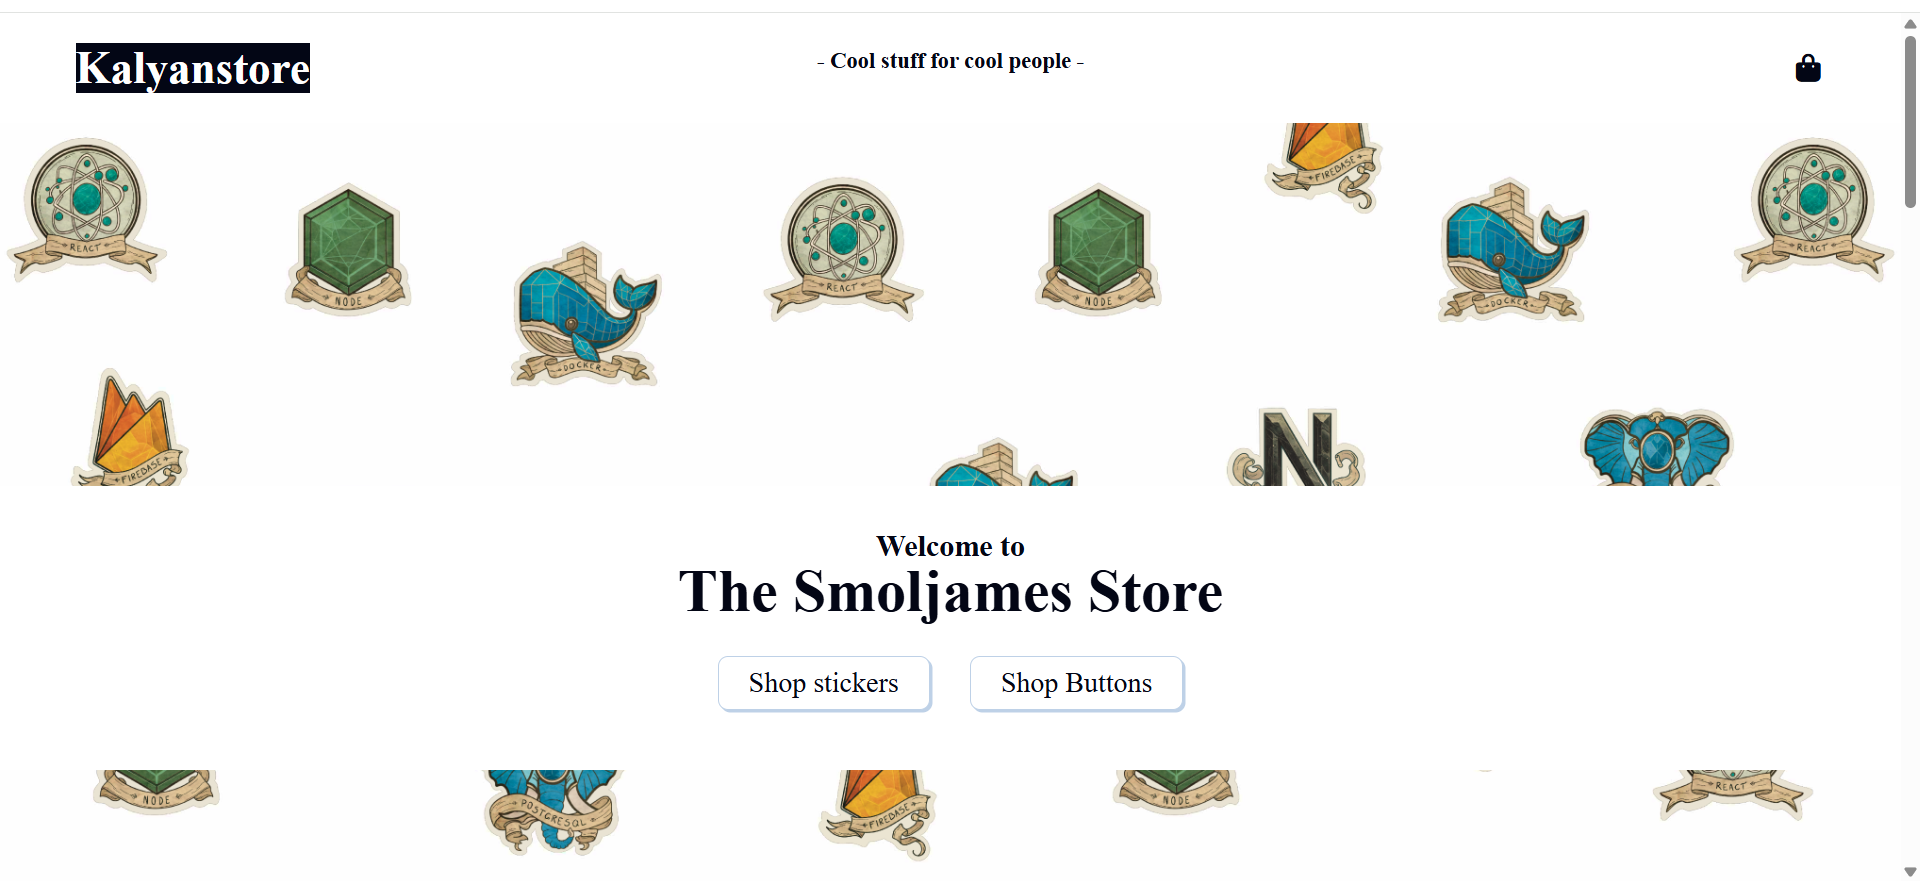 Kalyanstore
- Cool stuff for cool people -
FIREBASE
REACT
NODE
REACT
NODE
DOCKER
REACT
DOCKER
FIREBASE
N
Welcome to
The Smoljames Store
Shop stickers
Shop Buttons
NODE
POSTGRESQL
FIREBASE
NODE
REACT